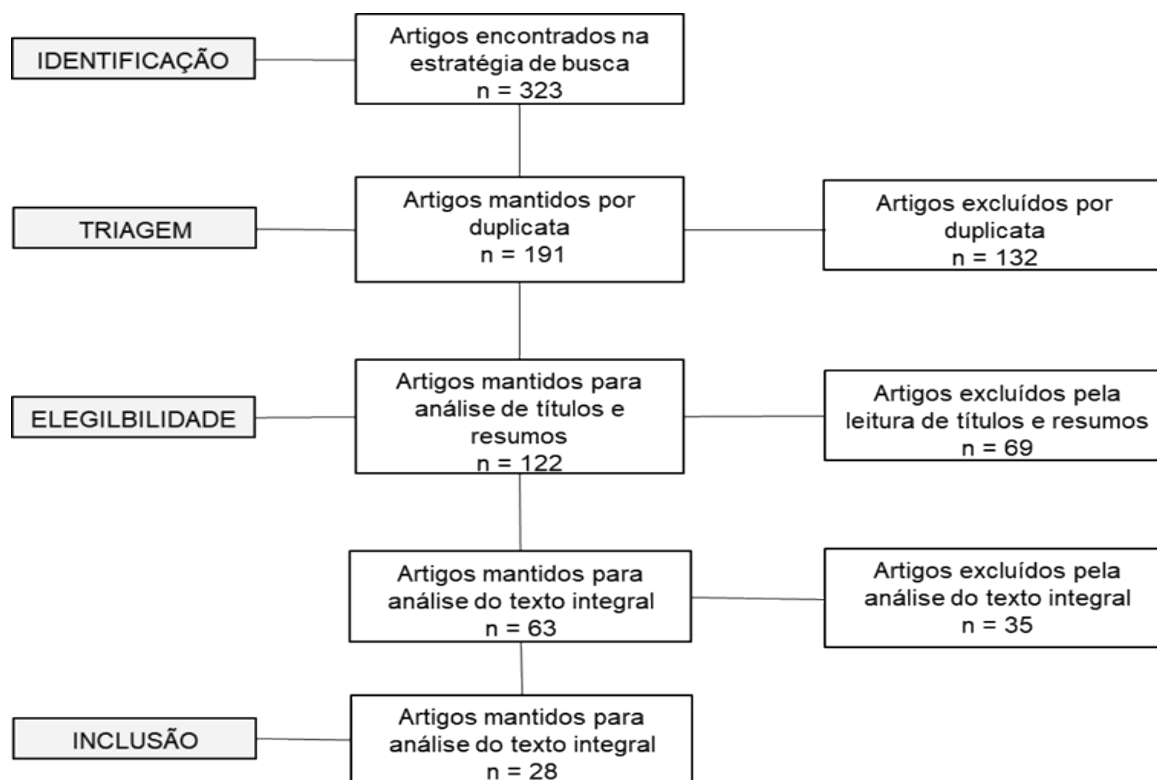 IDENTIFICAÇÃO
Artigos encontrados na
estratégia de busca
n = 323
TRIAGEM
Artigos mantidos por
duplicata
n = 191
Artigos excluídos por
duplicata
n = 132
ELEGILBILIDADE
Artigos mantidos para
análise de títulos e
resumos
n = 122
Artigos excluídos pela
leitura de títulos e resumos
n = 69
Artigos mantidos para
análise do texto integral
n = 63
Artigos excluídos pela
análise do texto integral
n = 35
INCLUSÃO
Artigos mantidos para
análise do texto integral
n = 28